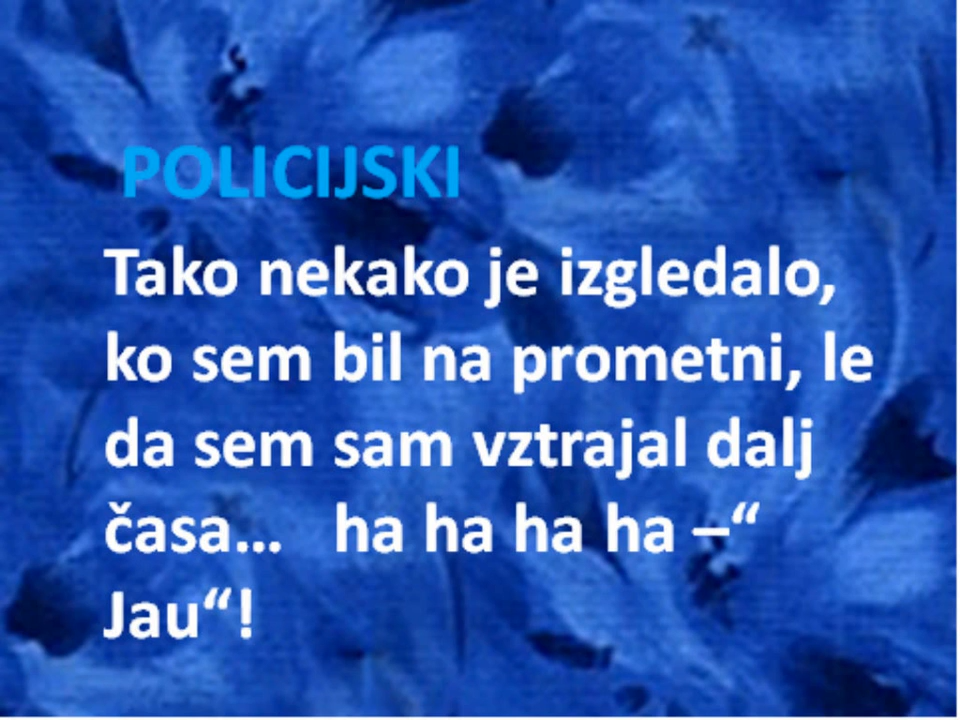 POLICIJSKI
Tako nekako je izgledalo,
ko sem bil na prometni, le
da sem sam vztrajal dalj
časa…   ha ha ha ha –“
Jau“!